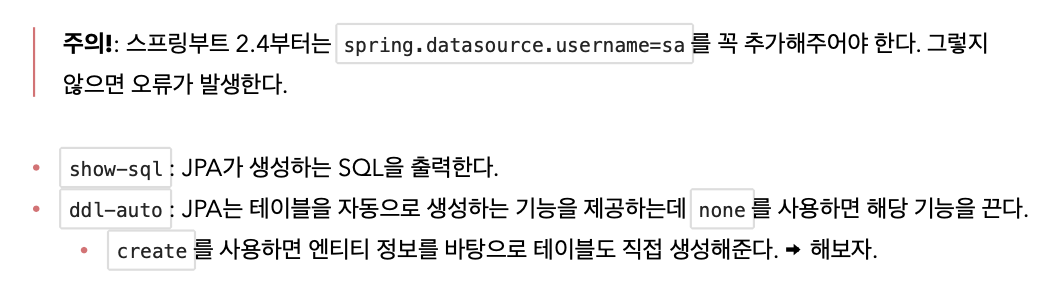 주의!: 스프링부트 2.4부터는 spring.datasource.username=sa를 꼭 추가해주어야 한다. 그렇지
않으면 오류가 발생한다.
• show-sql : JPA가 생성하는 SQL을 출력한다.
• ddl-auto : JPA는 테이블을 자동으로 생성하는 기능을 제공하는데 none 를 사용하면 해당 기능을 끈다.
• create 를 사용하면 엔티티 정보를 바탕으로 테이블도 직접 생성해준다. ➡ 해보자.